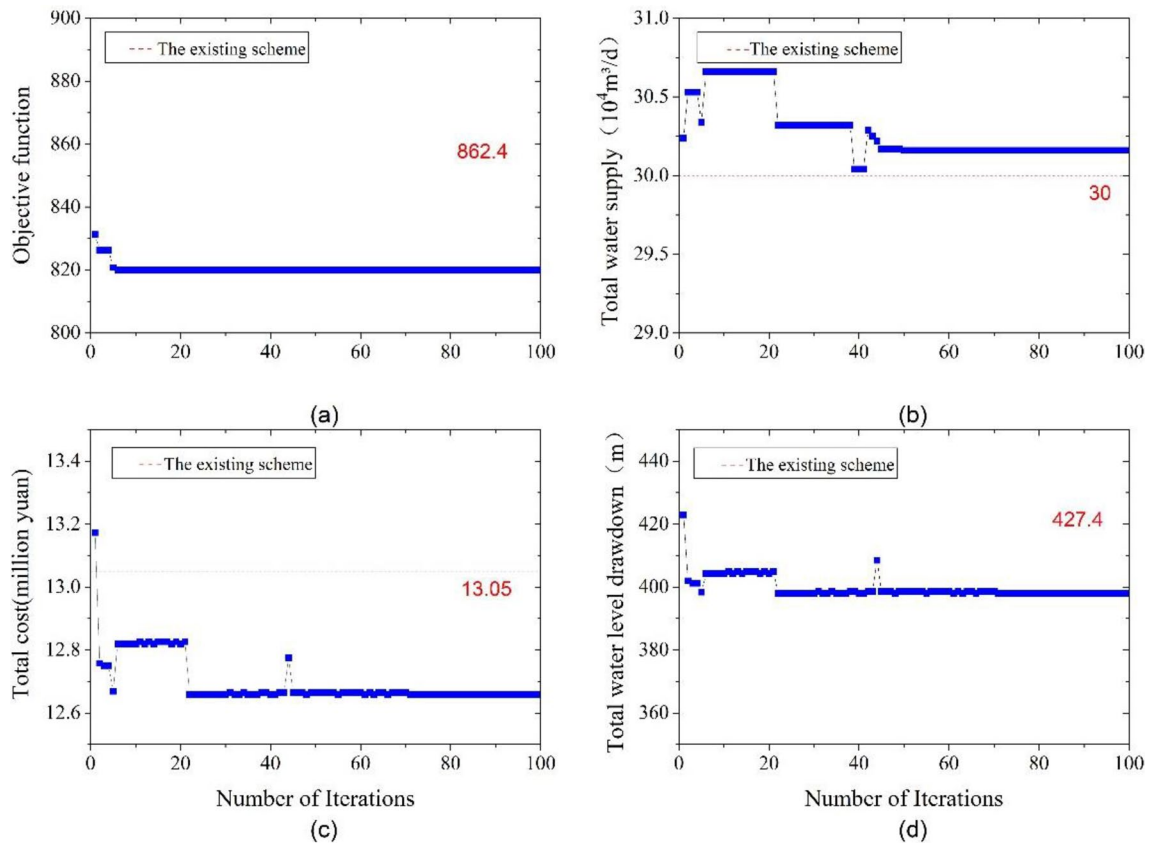 900
880
860
840
820
800
Objective function
The existing scheme
862.4
0 20 40 60 80 100
(a)
31.0
30.5
30.0
29.5
29.0
Total water supply (10⁴m³/d)
The existing scheme
30
0 20 40 60 80 100
(b)
13.4
13.2
13.0
12.8
12.6
Total cost(million yuan)
The existing scheme
13.05
0 20 40 60 80 100
Number of Iterctions
(c)
440
420
400
380
360
Total water level drawdown (m)
The existing scheme
427.4
0 20 40 60 80 100
Number of Iterctions
(d)